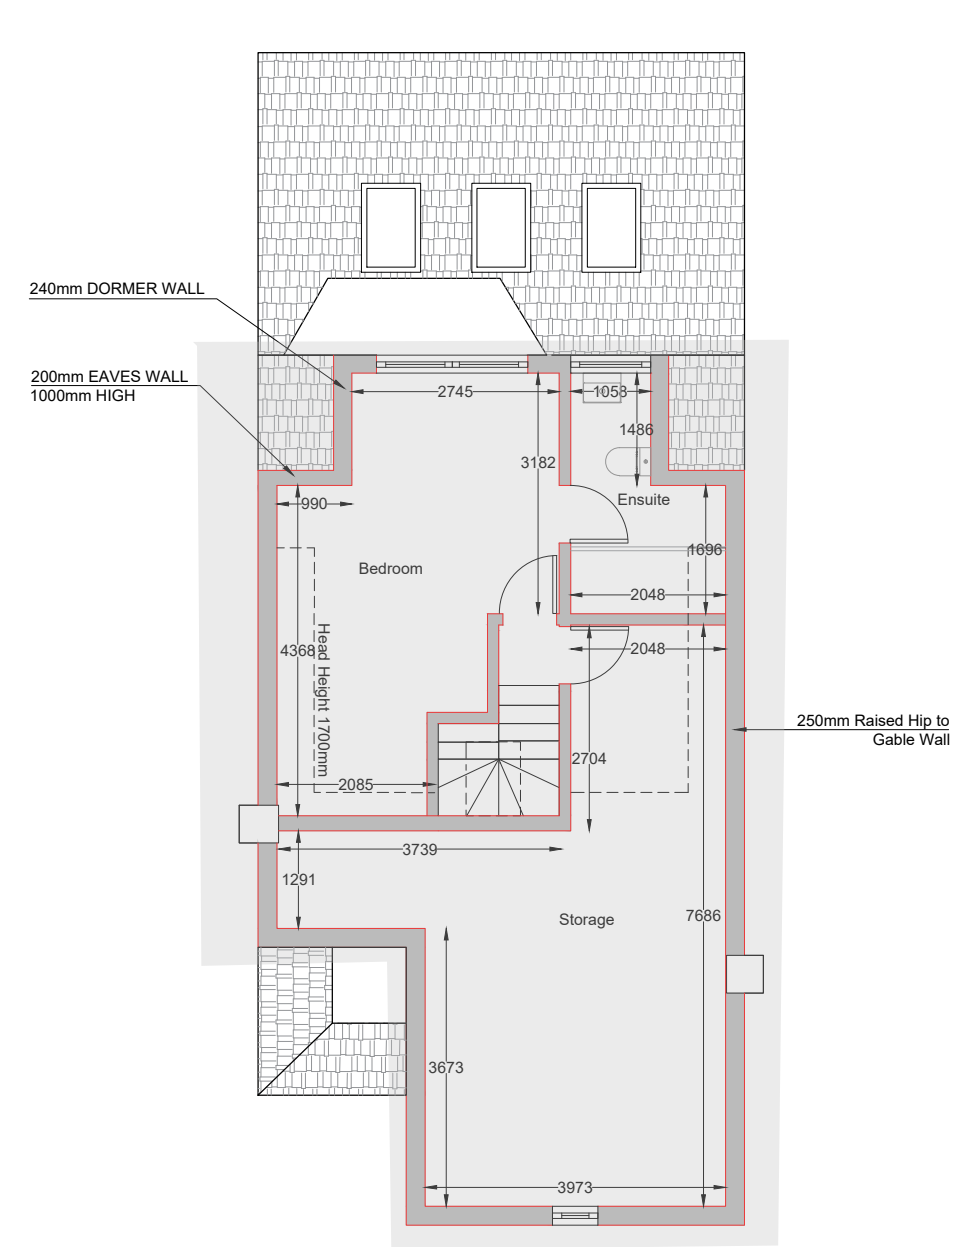 240mm DORMER WALL
200mm EAVES WALL
1000mm HIGH
2745
1058
1486
3182
990
Ensuite
1696
Bedroom
2048
Head Height 1700mm
4368
2048
250mm Raised Hip to
Gable Wall
2704
2085
3739
1291
Storage
7686
3673
3973